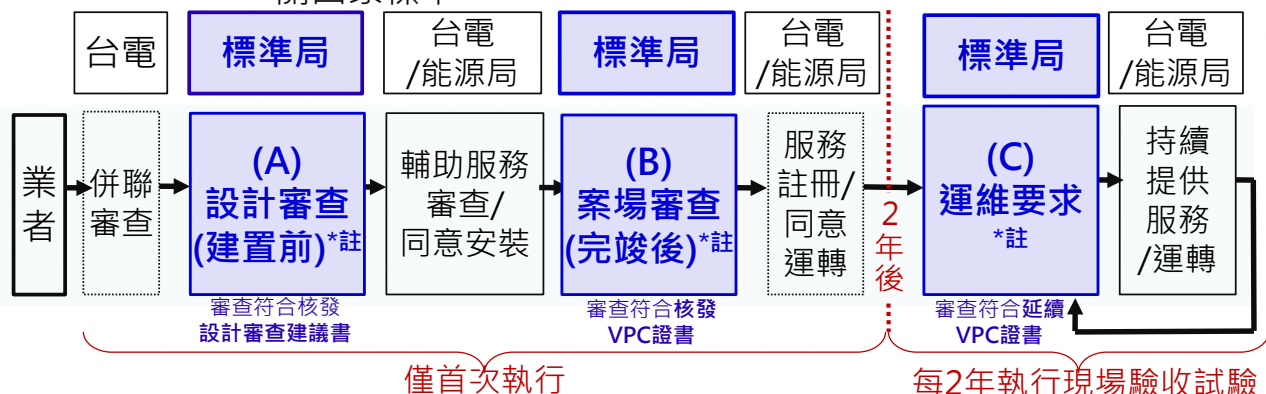 台電
標準局
台電
/能源局
標準局
台電
/能源局
標準局
台電
/能源局
業者
併聯
審查
(A)
設計審查
(建置前)*註
輔助服務
審查/
同意安裝
(B)
案場審查
(完竣後)*註
服務
註冊/
同意
運轉
2年後
(C)
運維要求
*註
持續
提供
服務
/運轉
審查符合核發
設計審查建議書
審查符合核發
VPC證書
審查符合延續
VPC證書
僅首次執行
每2年執行現場驗收試驗